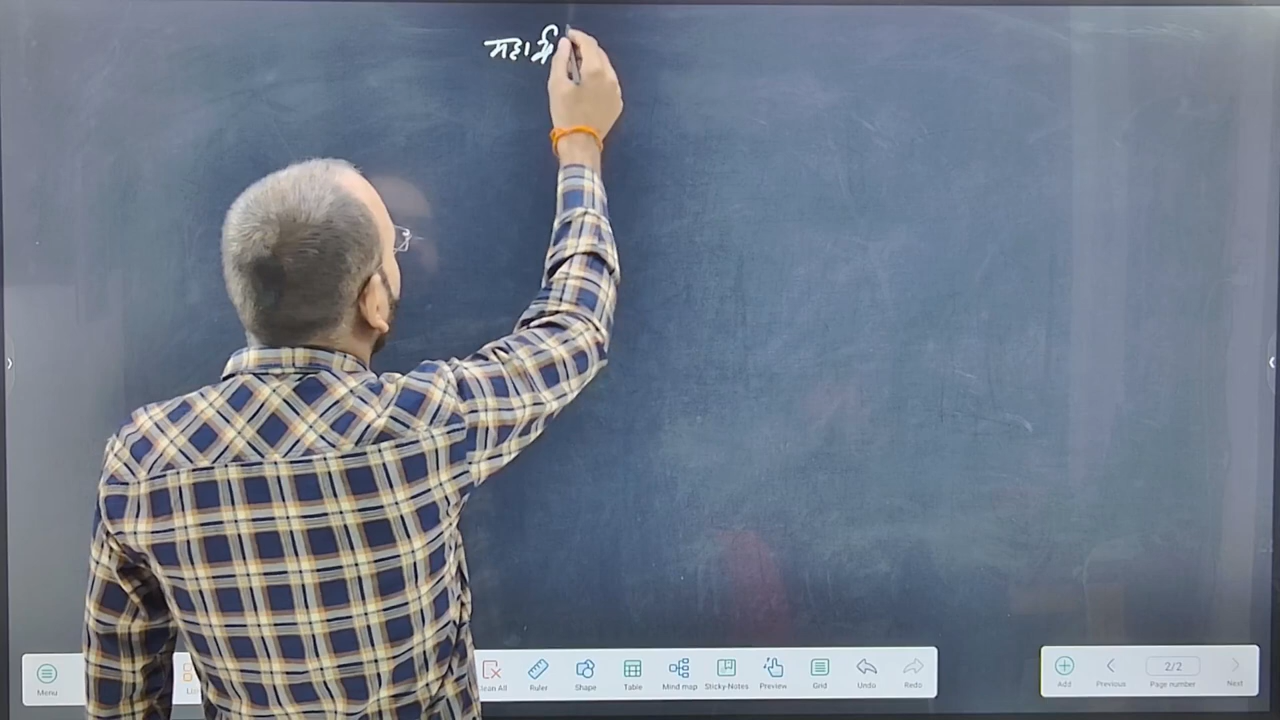 Menu
Clean All Ruler Shape Table Mind map Sticky-Notes Preview Grid Undo Redo
Add Previous 2/2 Page number Next